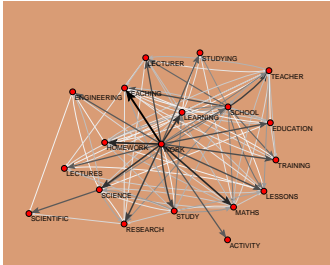 LECTURER
STUDYING
TEACHER
ENGINEERING
TEACHING
LEARNING
SCHOOL
EDUCATION
HOMEWORK
WORK
TRAINING
LECTURES
SCIENCE
LESSONS
SCIENTIFIC
RESEARCH
STUDY
MATHS
ACTIVITY